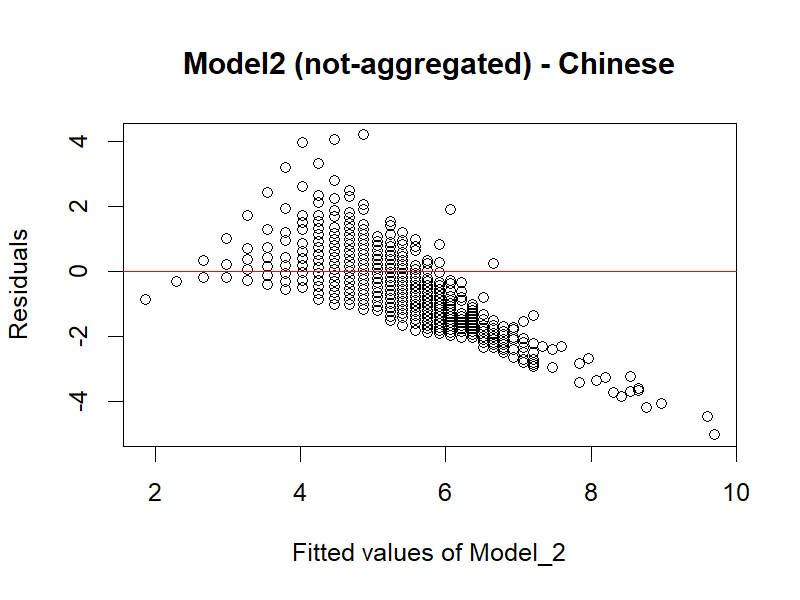 Model2 (not-aggregated) - Chinese
Residuals
4
2
0
-2
-4
2 4 6 8 10
Fitted values of Model_2